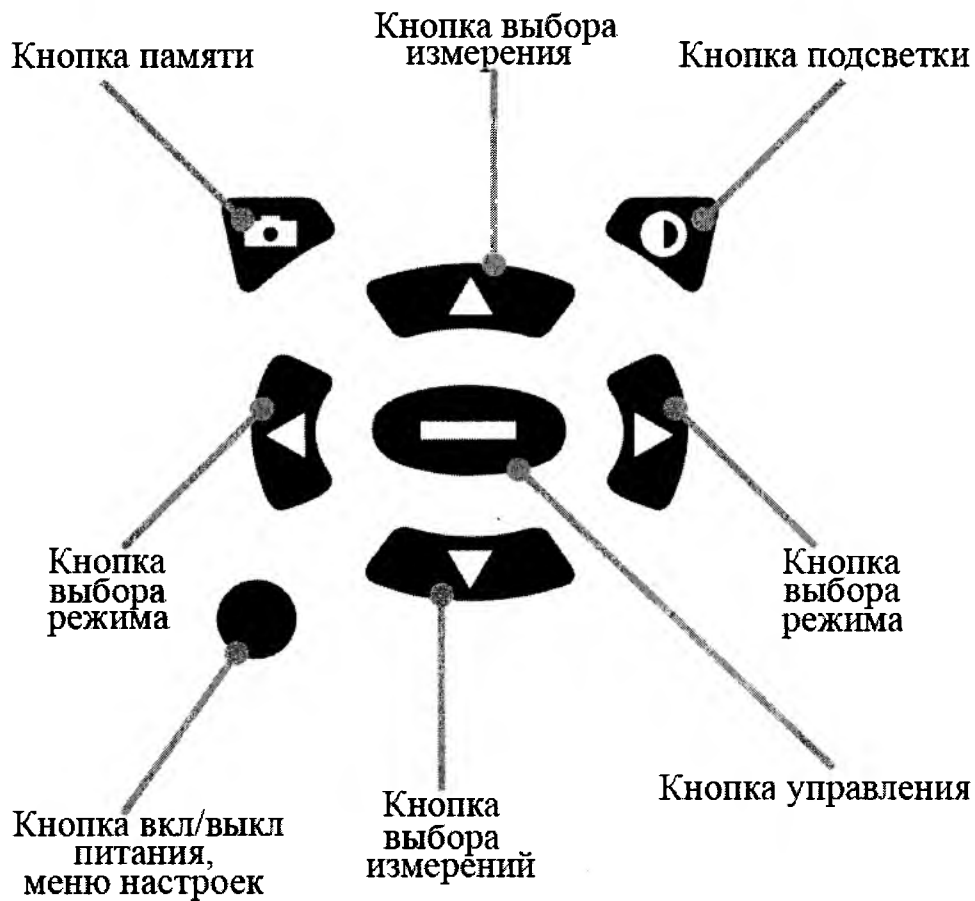 Кнопка памяти
Кнопка выбора
измерения
Кнопка подсветки
Кнопка
выбора
режима
Кнопка
выбора
режима
Кнопка вкл/выкл
питания,
меню настроек
Кнопка
выбора
измерений
Кнопка управления